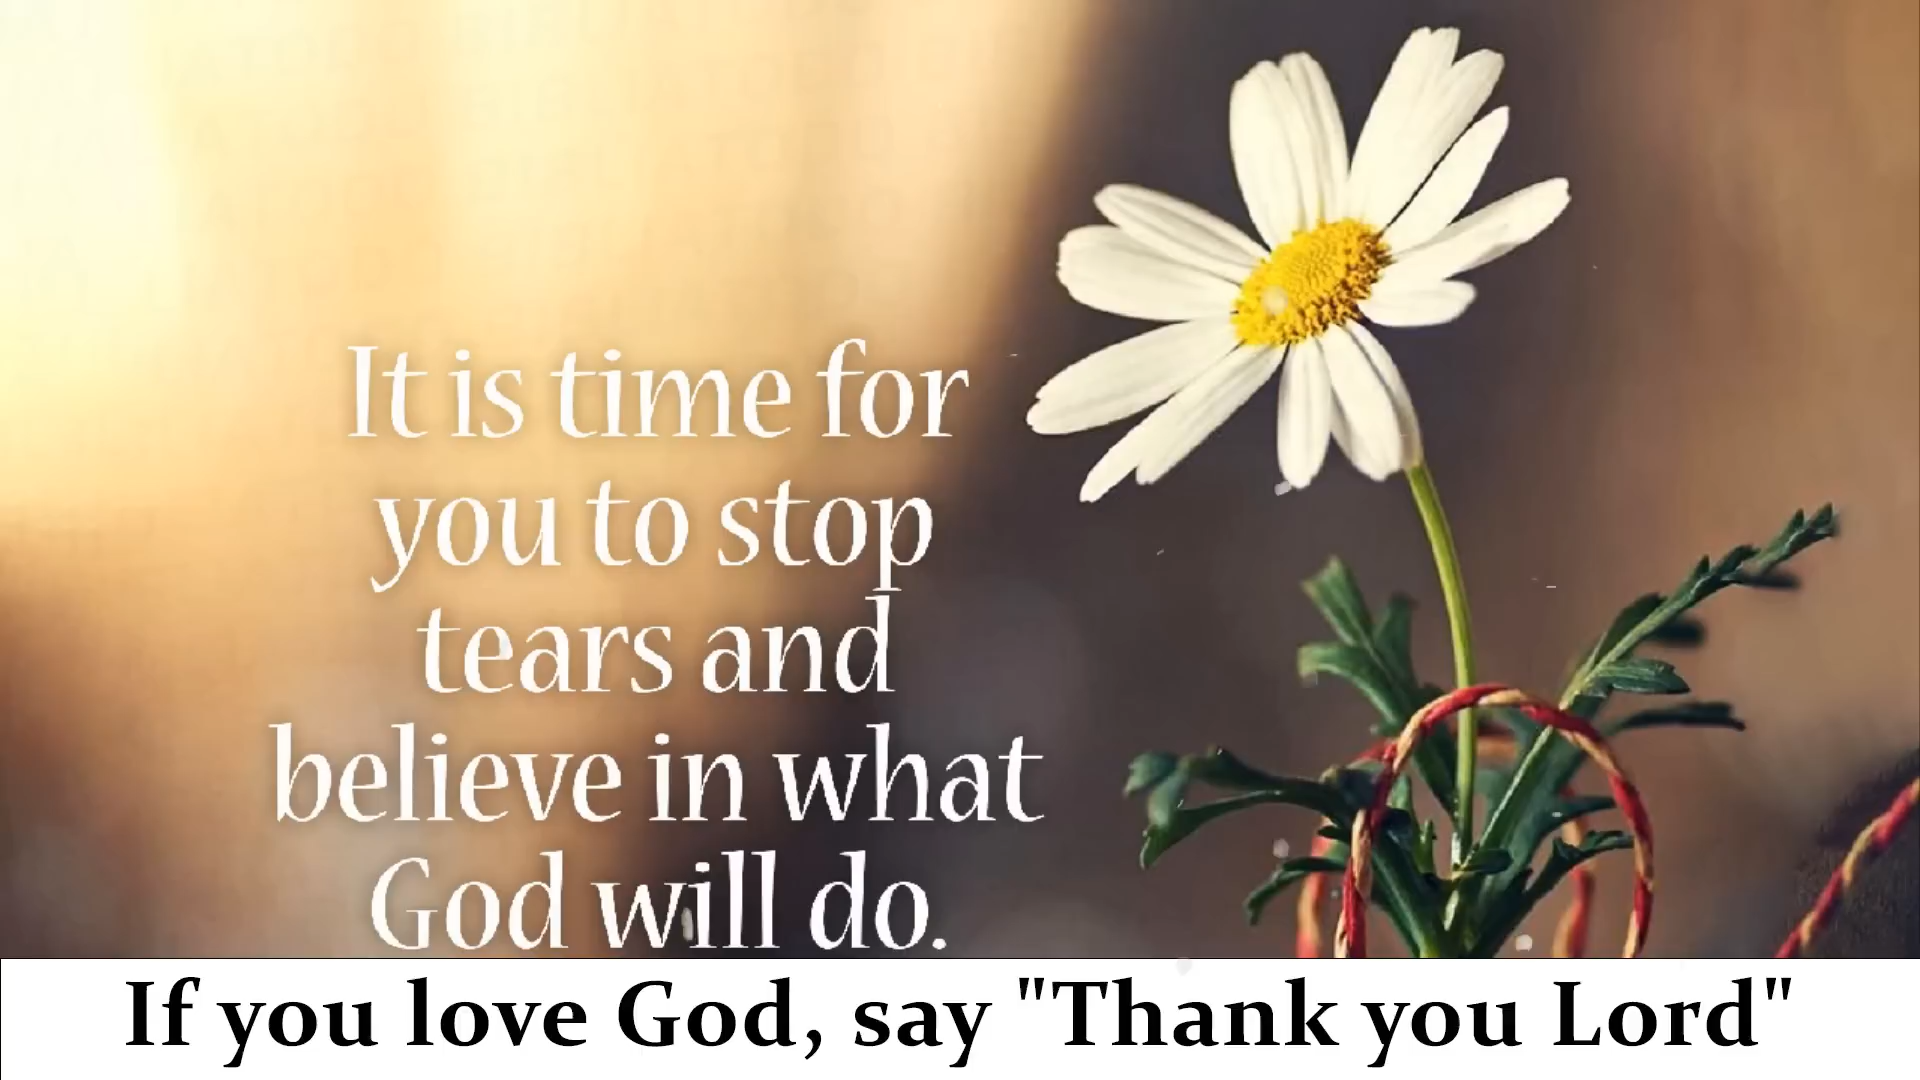 It is time for
you to stop
tears and
believe in what
God will do.
If you love God, say "Thank you Lord"